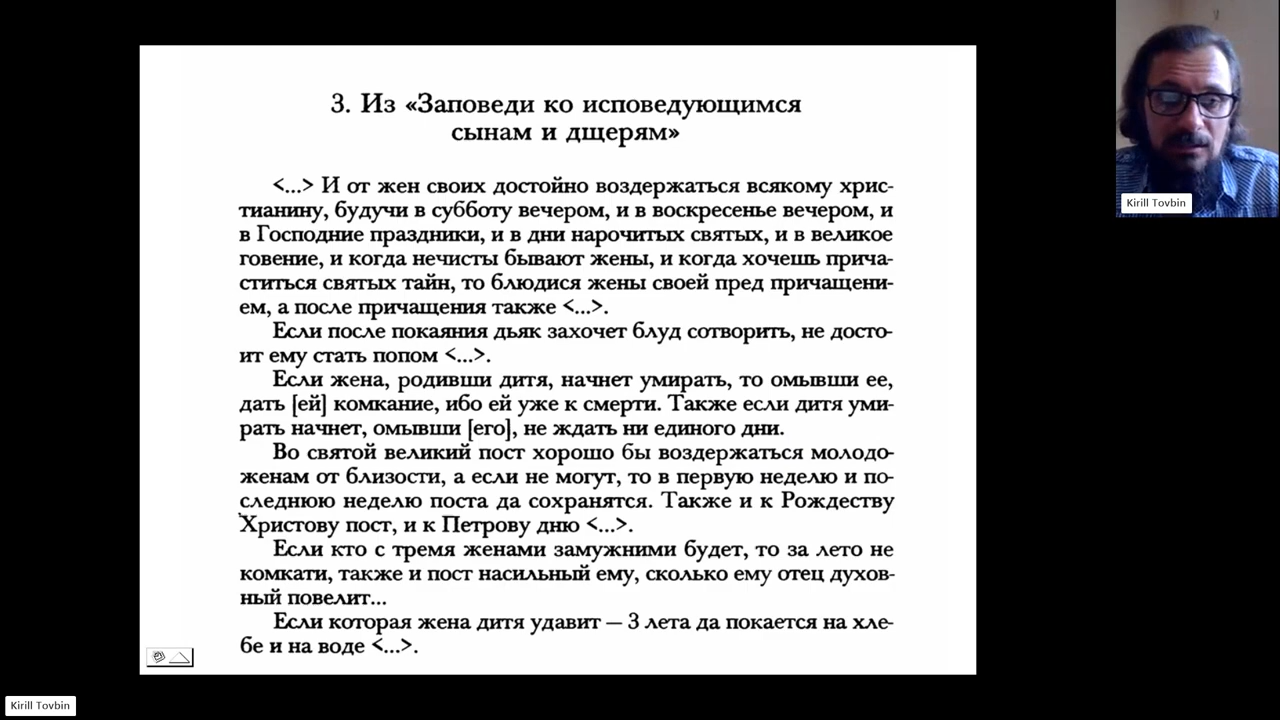 3. Из «Заповеди ко исповедующимся
сынам и дщерям»
<...> И от жен своих достойно воздержаться всякому хрис-
тианину, будучи в субботу вечером, и в воскресенье вечером, и
в Господние праздники, и в дни нарочитых святых, и в великое
говение, и когда нечисты бывают жены, и когда хочешь прича-
ститься святых тайн, то блюдися жены своей пред причащени-
ем, а после причащения также <...>.
Если после покаяния дьяк захочет блуд сотворить, не досто-
ит ему стать попом <...>.
Если жена, родивши дитя, начнет умирать, то омывши ее,
дать [ей] комкание, ибо ей уже к смерти. Также если дитя уми-
рать начнет, омывши [его], не ждать ни единого дни.
Во святой великий пост хорошо бы воздержаться молодо-
женам от близости, а если не могут, то в первую неделю и по-
следнюю неделю поста да сохранятся. Также и к Рождеству
Христову пост, и к Петрову дню <...>.
Если кто с тремя женами замужними будет, то за лето не
комкати, также и пост насильный ему, сколько ему отец духов-
ный повелит...
Если которая жена дитя удавит — 3 лета да покается на хле-
бе и на воде <...>.
Kirill Tovbin
Kirill Tovbin